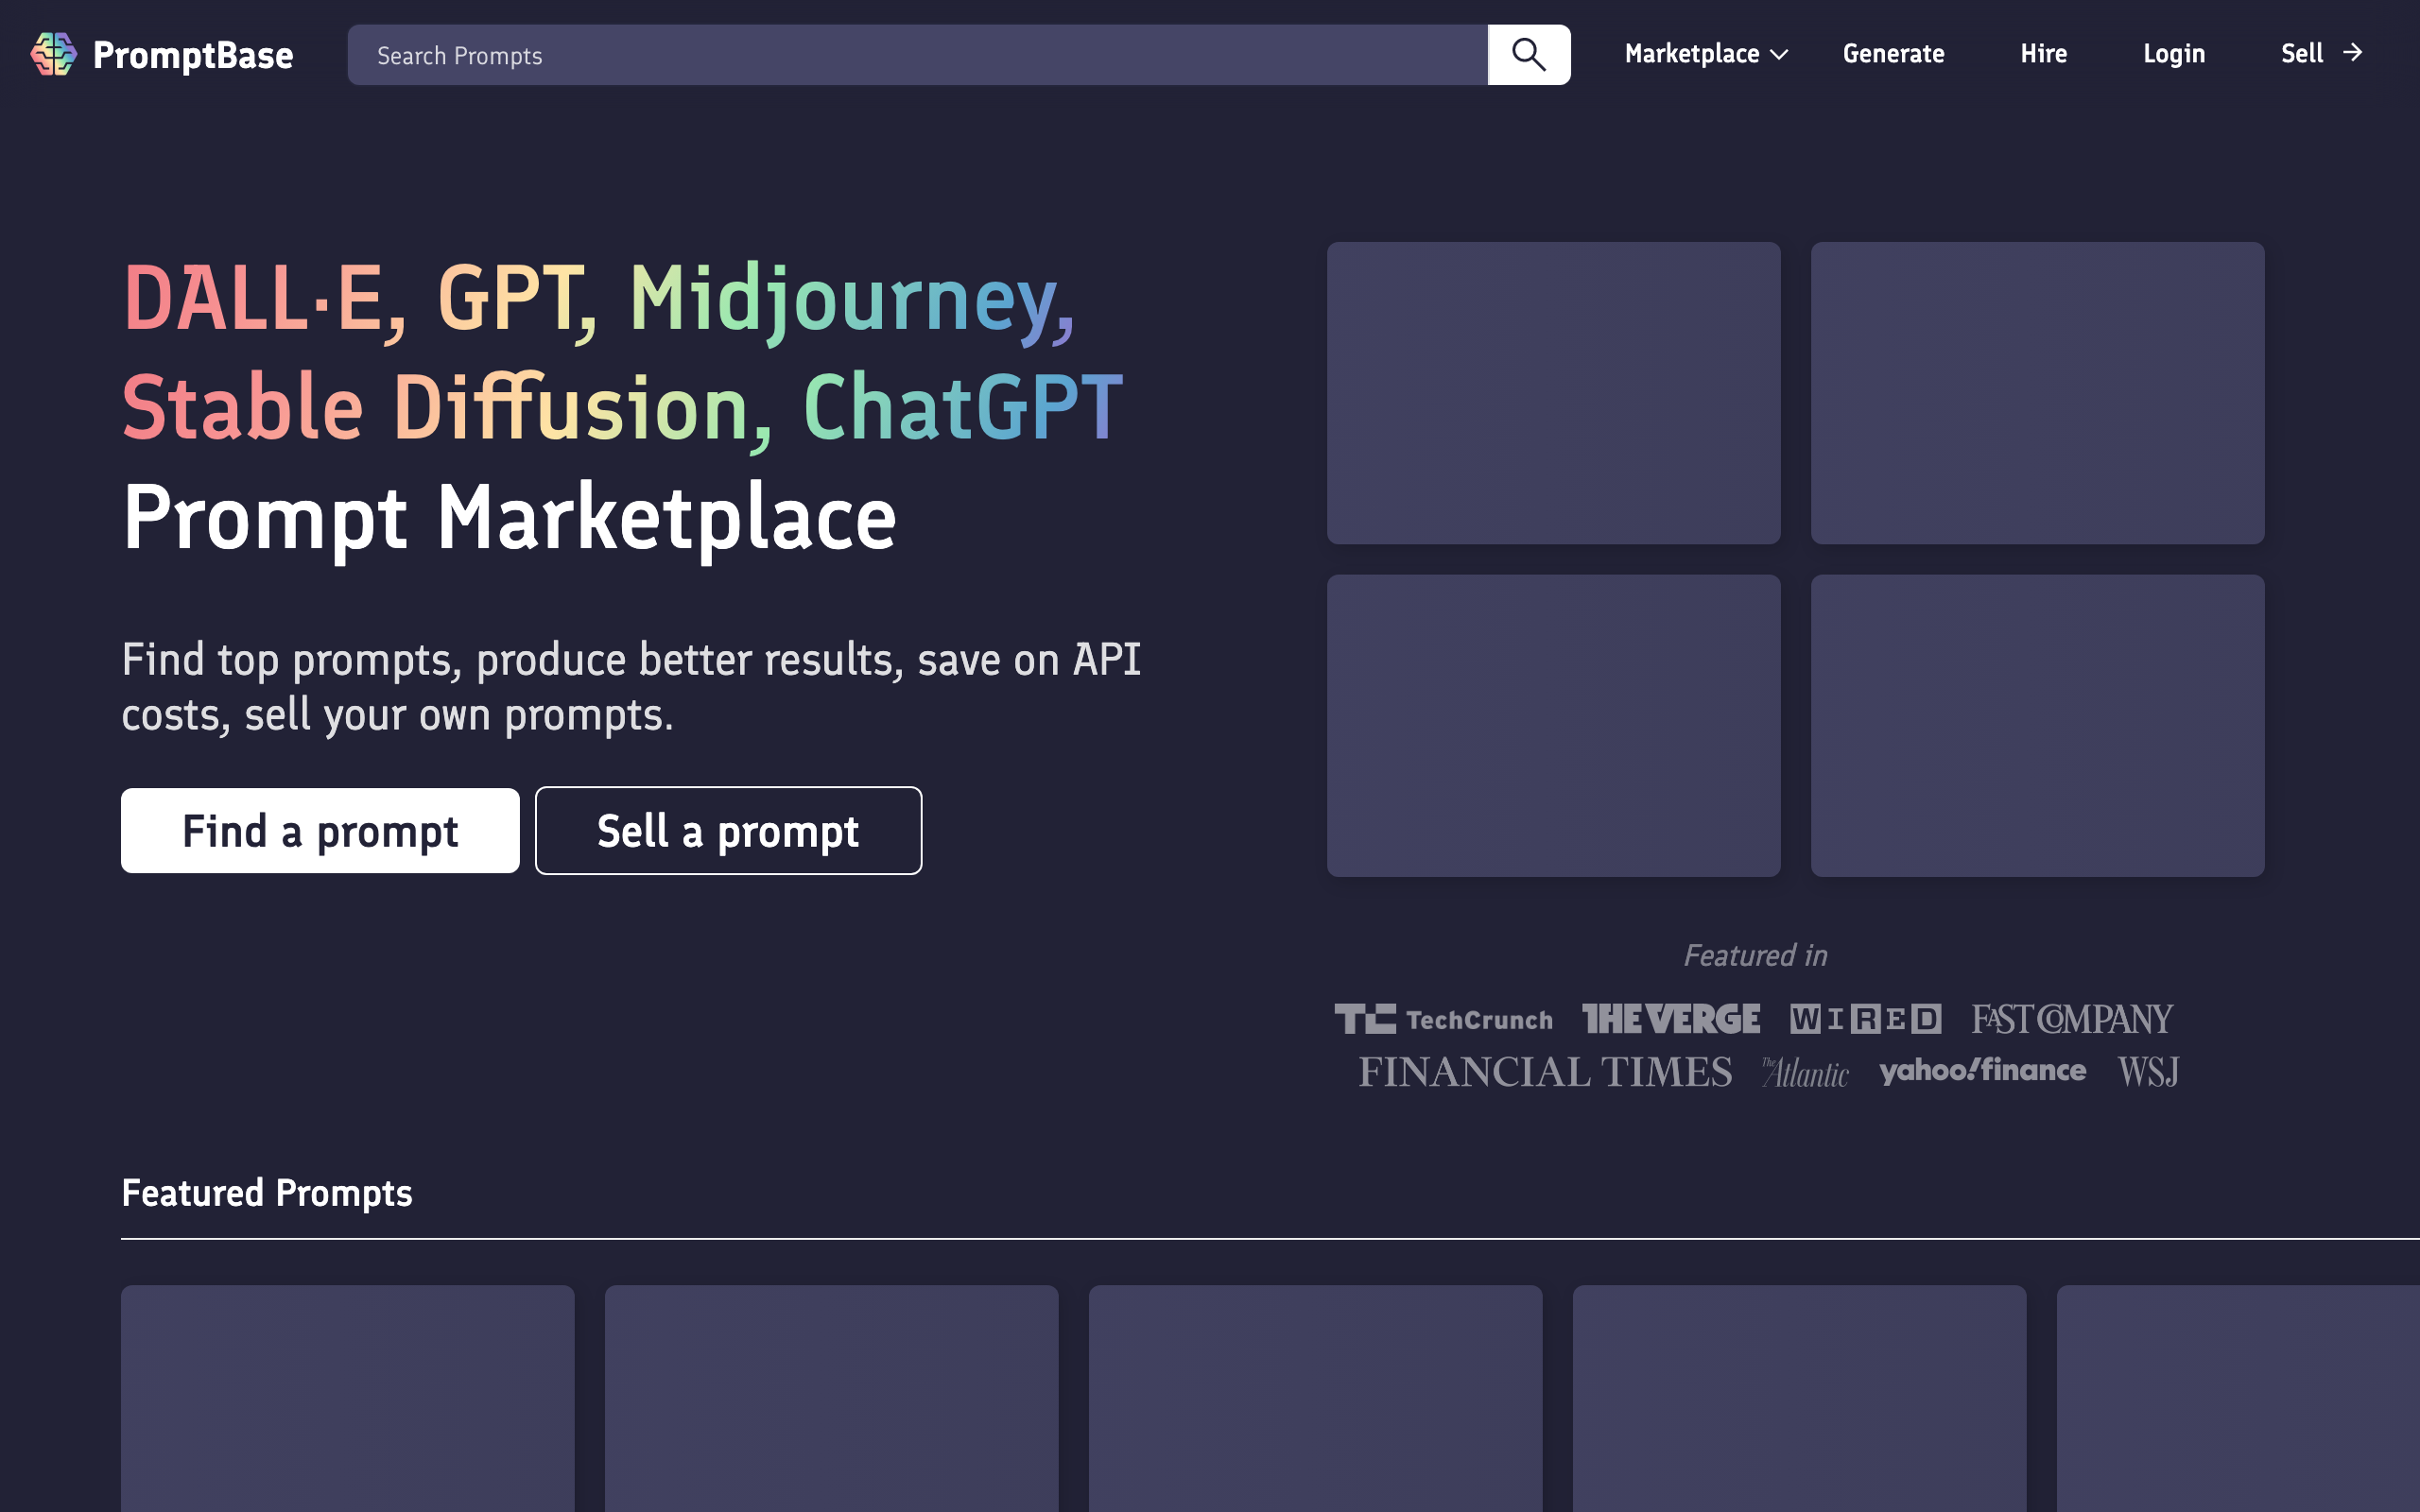 PromptBase
Search Prompts
Marketplace
Generate
Hire
Login
Sell →
DALL·E, GPT, Midjourney,
Stable Diffusion, ChatGPT
Prompt Marketplace
Find top prompts, produce better results, save on API
costs, sell your own prompts.
Find a prompt
Sell a prompt
Featured in
TC TechCrunch THE VERGE WIRED FAST COMPANY
FINANCIAL TIMES The Atlantic yahoo!finance WSJ
Featured Prompts